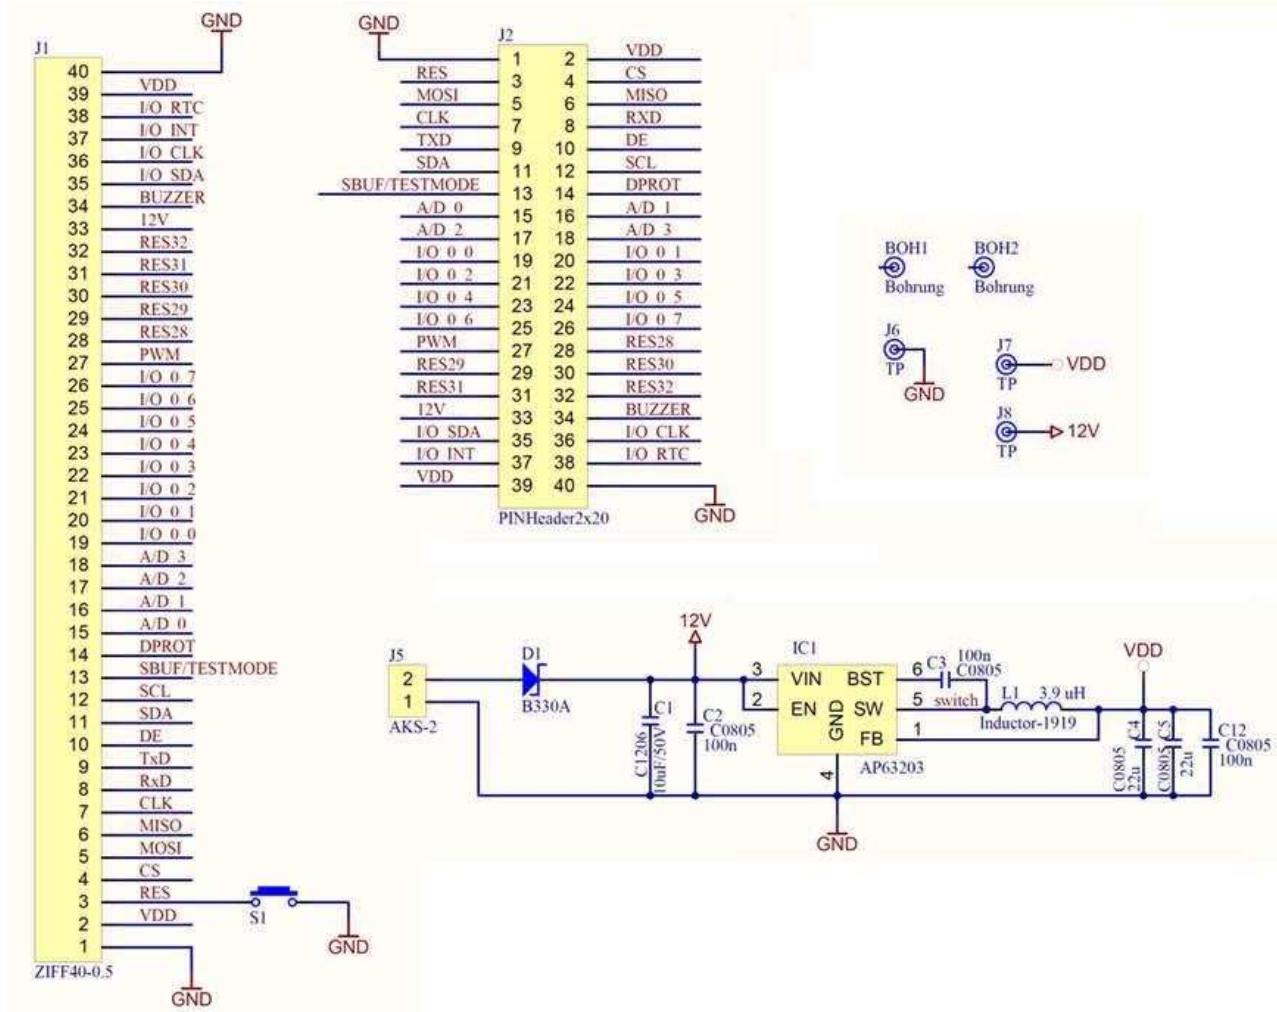 J1
GND
40
39 VDD
38 I/O RTC
37 I/O INT
36 I/O CLK
35 I/O SDA
34 BUZZER
33 12V
32 RES32
31 RES31
30 RES30
29 RES29
28 RES28
27 PWM
26 I/O 0 7
25 I/O 0 6
24 I/O 0 5
23 I/O 0 4
22 I/O 0 3
21 I/O 0 2
20 I/O 0 1
19 I/O 0 0
18 A/D 3
17 A/D 2
16 A/D 1
15 A/D 0
14 DPROT
13 SBUF/TESTMODE
12 SCL
11 SDA
10 DE
9 TxD
8 RxD
7 CLK
6 MISO
5 MOSI
4 CS
3 RES
S1
GND
2 VDD
1
GND
ZIFF40-0.5
GND
J2
1 2 VDD
RES 3 4 CS
MOSI 5 6 MISO
CLK 7 8 RXD
TXD 9 10 DE
SDA 11 12 SCL
SBUF/TESTMODE 13 14 DPROT
A/D 0 15 16 A/D 1
A/D 2 17 18 A/D 3
I/O 0 0 19 20 I/O 0 1
I/O 0 2 21 22 I/O 0 3
I/O 0 4 23 24 I/O 0 5
I/O 0 6 25 26 I/O 0 7
PWM 27 28 RES28
RES29 29 30 RES30
RES31 31 32 RES32
12V 33 34 BUZZER
I/O SDA 35 36 I/O CLK
I/O INT 37 38 I/O RTC
VDD 39 40
GND
PINHeader2x20
BOH1
Bohrung
BOH2
Bohrung
J6
TP
GND
J7
TP
VDD
J8
TP
12V
J5
2
1
AKS-2
D1
B330A
12V
C1
C1206
10uF/50V
C2
C0805
100n
IC1
3 VIN BST 6
2 EN SW 5
GND
FB 1
4
AP63203
GND
C3
100n
C0805
switch
L1 3.9 uH
Inductor-1919
VDD
C4
C0805
22u
C5
C0805
22u
C12
C0805
100n